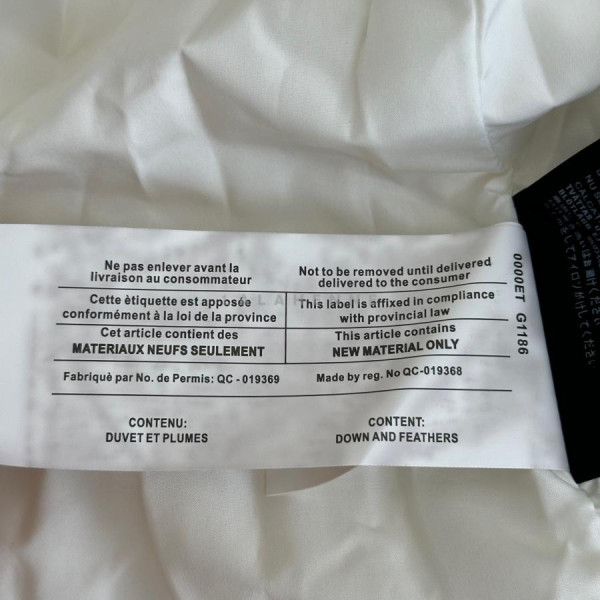 Ne pas enlever avant la
livraison au consommateur
Not to be removed until delivered
delivered to the consumer
Cette ètiquette est apposée
conformément à la loi de la province
This label is affixed in compliance
with provincial law
Cet article contient des
MATERIAUX NEUFS SEULEMENT
This article contains
NEW MATERIAL ONLY
Fabriquè par No. de Permis: QC - 019369
Made by reg. No QC-019368
CONTENU:
DUVET ET PLUMES
CONTENT:
DOWN AND FEATHERS
0000ET G1186